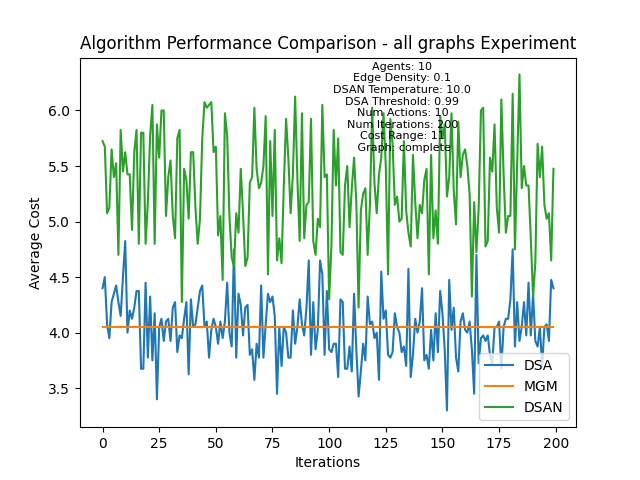 Algorithm Performance Comparison - all graphs Experiment
Agents: 10
Edge Density: 0.1
DSAN Temperature: 10.0
DSA Threshold: 0.99
Num Actions: 10
Num Iterations: 200
Cost Range: 11
Graph: complete
6.0
5.5
5.0
4.5
4.0
3.5
Average Cost
0
25
50
75
100
125
150
175
200
Iterations
DSA
MGM
DSAN